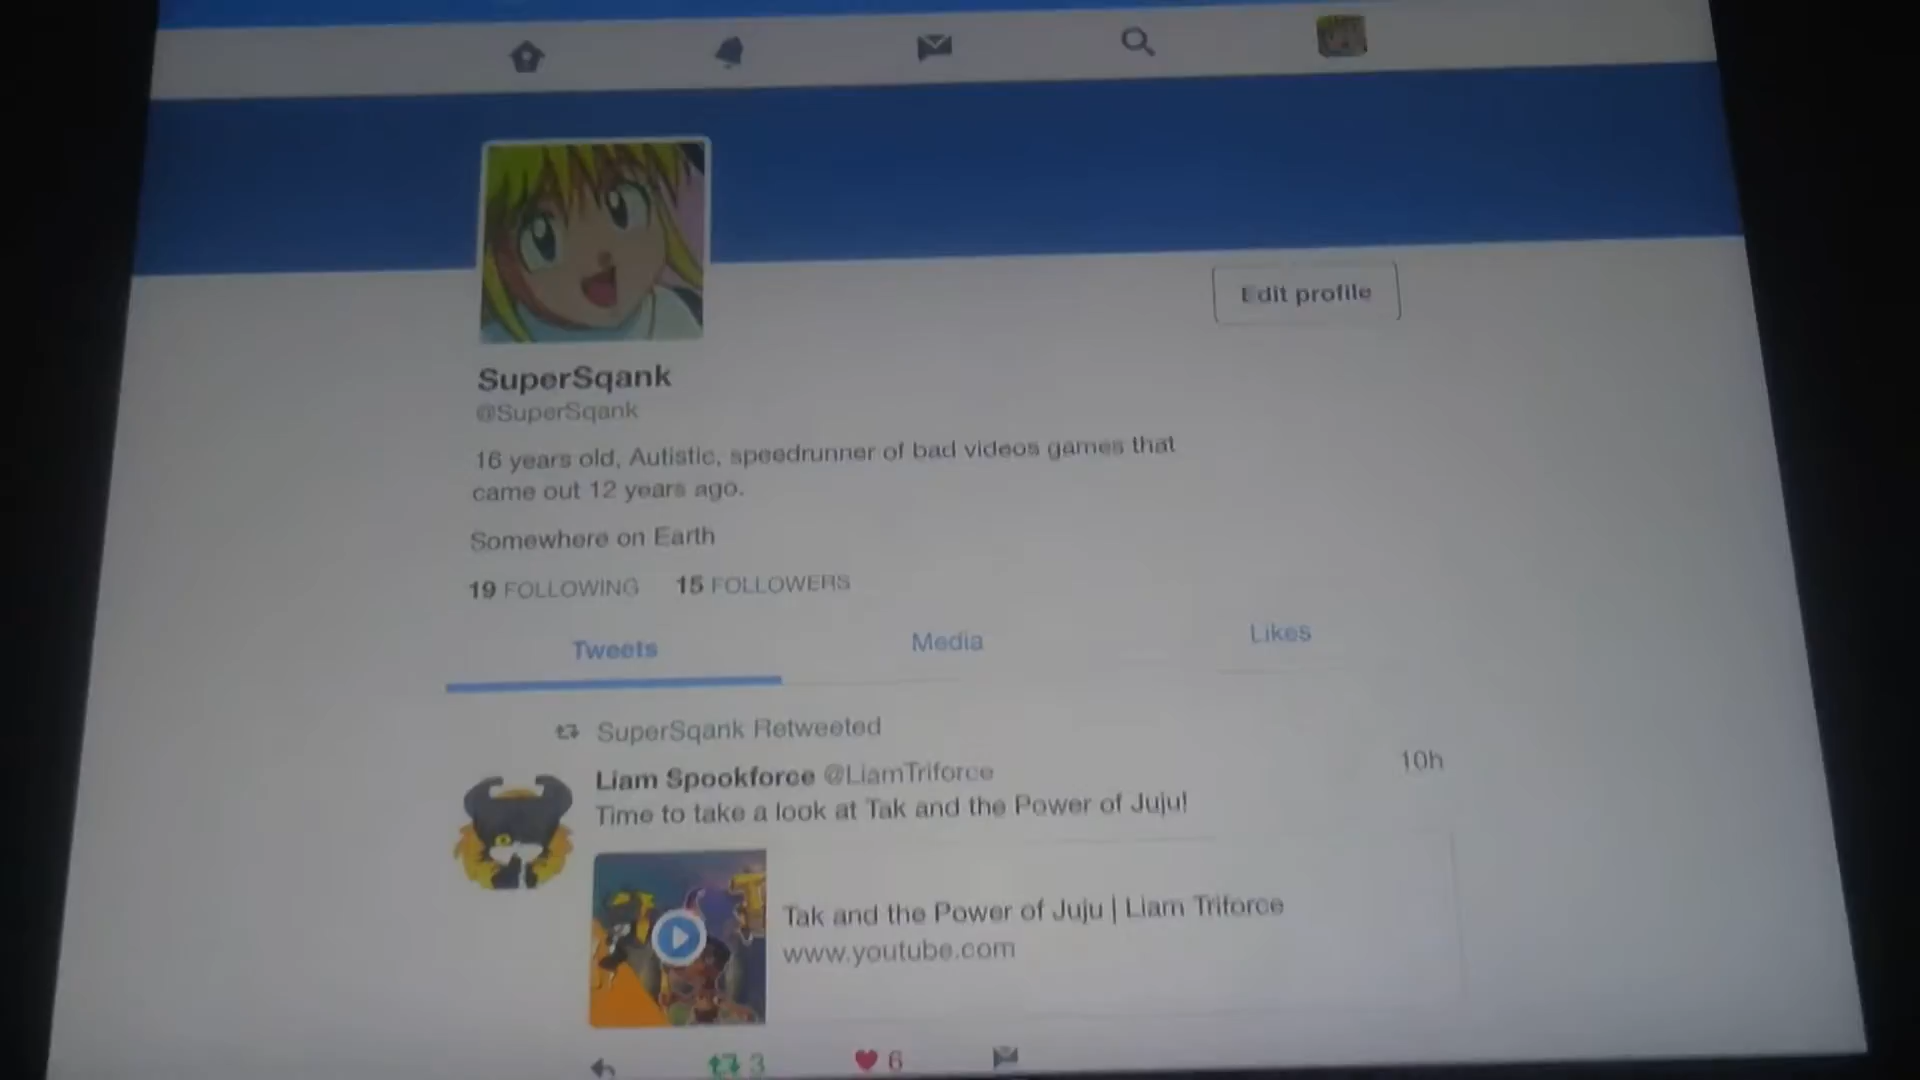 Edit profile
SuperSqank
@SuperSqank
16 years old, Autistic, speedrunner of bad videos games that
came out 12 years ago.
Somewhere on Earth
19 FOLLOWING 15 FOLLOWERS
Tweets Media Likes
SuperSqank Retweeted
Liam Spookforce @LiamTriforce 10h
Time to take a look at Tak and the Power of Juju!
Tak and the Power of Juju | Liam Triforce
www.youtube.com
3 6